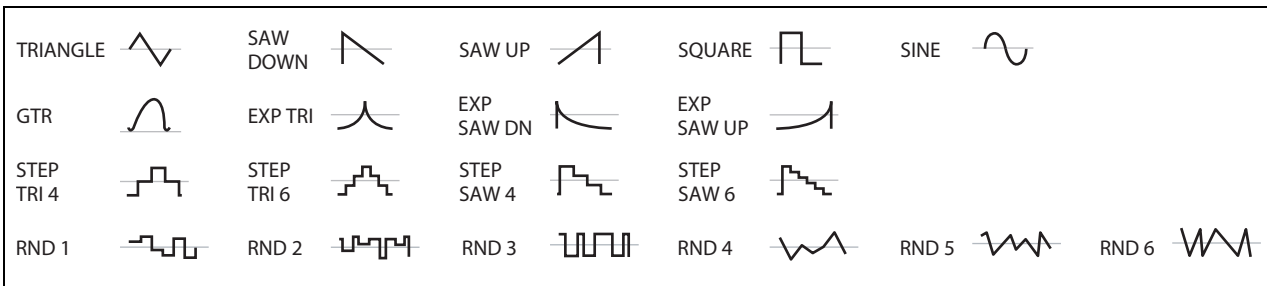 TRIANGLE
SAW
DOWN
SAW UP
SQUARE
SINE
GTR
EXP TRI
EXP
SAW DN
EXP
SAW UP
STEP
TRI 4
STEP
TRI 6
STEP
SAW 4
STEP
SAW 6
RND 1
RND 2
RND 3
RND 4
RND 5
RND 6